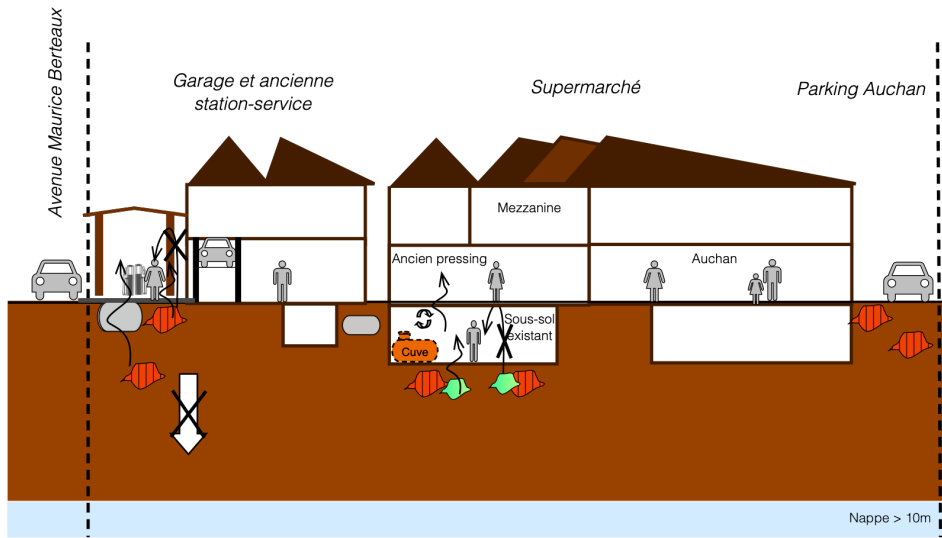 Avenue Maurice Berteaux
Garage et ancienne
station-service
Supermarché
Parking Auchan
Mezzanine
Ancien pressing
Auchan
Sous-sol
existant
Cuve
Nappe > 10m